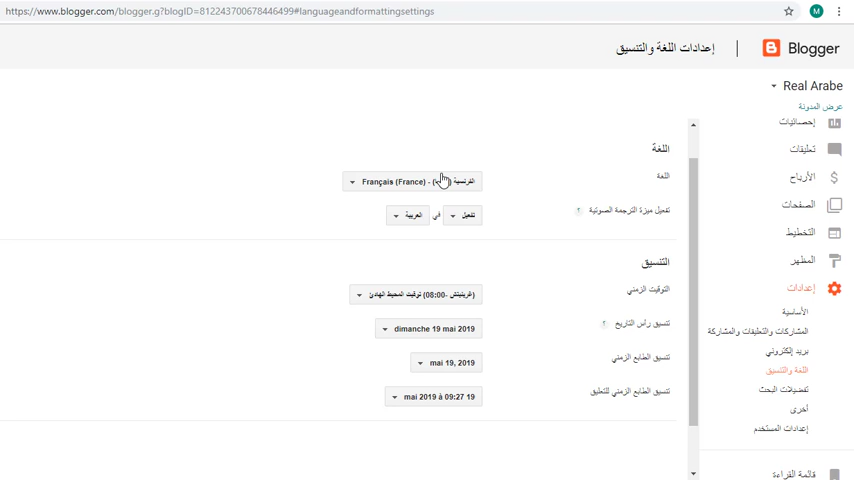 https://www.blogger.com/blogger.g?blogID=812243700678446499#languageandformattingsettings
M
Blogger
إعدادات اللغة والتنسيق
Real Arabe
عرض المدونة
إحصائيات
تعليقات
الأرباح
الصفحات
التخطيط
المظهر
إعدادات
الأساسية
المشاركات والتعليقات والمشاركة
بريد إلكتروني
اللغة والتنسيق
تفضيلات البحث
أخرى
إعدادات المستخدم
قائمة القراءة
اللغة
اللغة
الفرنسية - Français (France)
تفعيل ميزة الترجمة الصوتية ؟
تفعيل في العربية
التنسيق
التوقيت الزمني
(غرينيتش -08:00) توقيت المحيط الهادئ
تنسيق رأس التاريخ ؟
dimanche 19 mai 2019
تنسيق الطابع الزمني
mai 19, 2019
تنسيق الطابع الزمني للتعليق
mai 2019 à 09:27 19